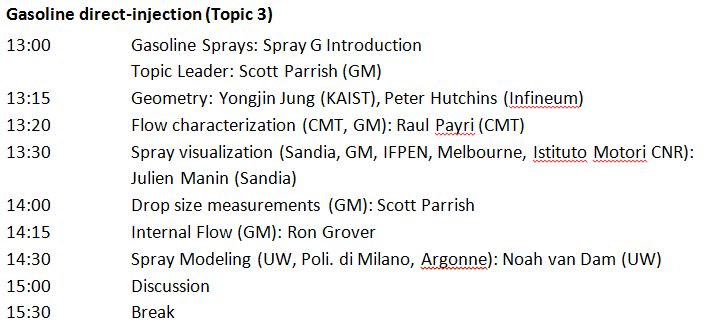 Gasoline direct-injection (Topic 3)
13:00 Gasoline Sprays: Spray G Introduction
Topic Leader: Scott Parrish (GM)
13:15 Geometry: Yongjin Jung (KAIST), Peter Hutchins (Infineum)
13:20 Flow characterization (CMT, GM): Raul Payri (CMT)
13:30 Spray visualization (Sandia, GM, IFPEN, Melbourne, Istituto Motori CNR):
Julien Manin (Sandia)
14:00 Drop size measurements (GM): Scott Parrish
14:15 Internal Flow (GM): Ron Grover
14:30 Spray Modeling (UW, Poli. di Milano, Argonne): Noah van Dam (UW)
15:00 Discussion
15:30 Break